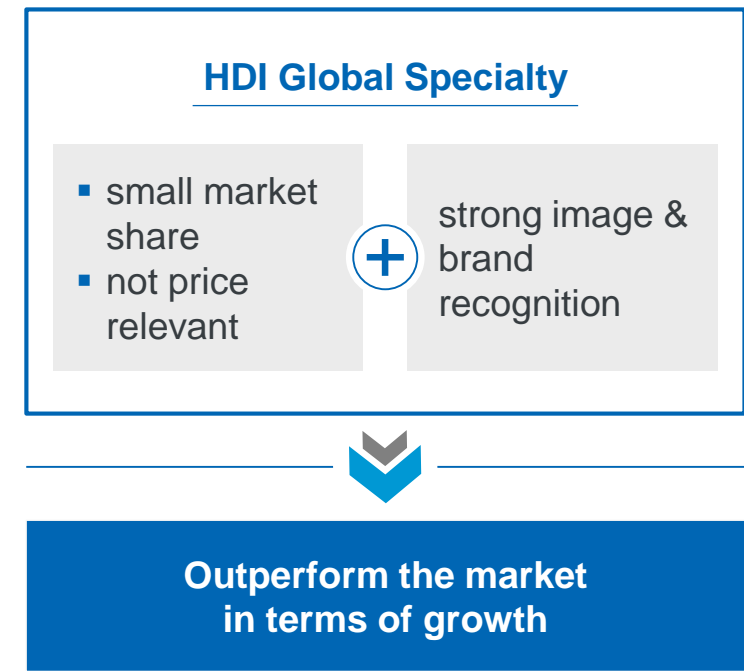 HDI Global Specialty
▪ small market
share
▪ not price
relevant
+
strong image &
brand
recognition
Outperform the market
in terms of growth